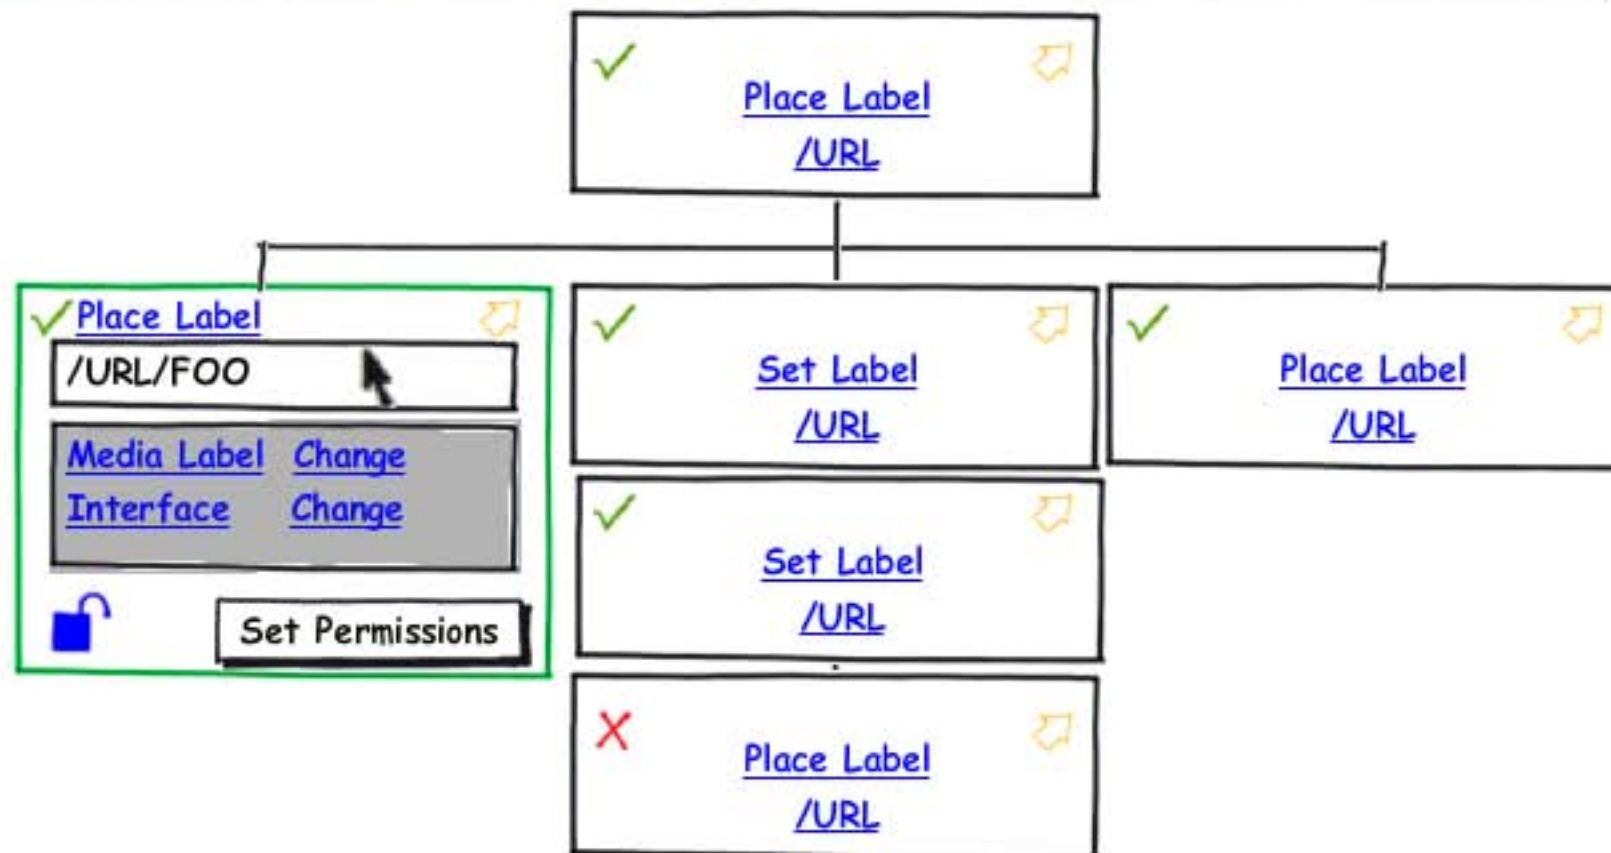 Place Label
/URL
Place Label
/URL/FOO
Media Label Change
Interface Change
Set Permissions
Set Label
/URL
Set Label
/URL
Place Label
/URL
Place Label
/URL